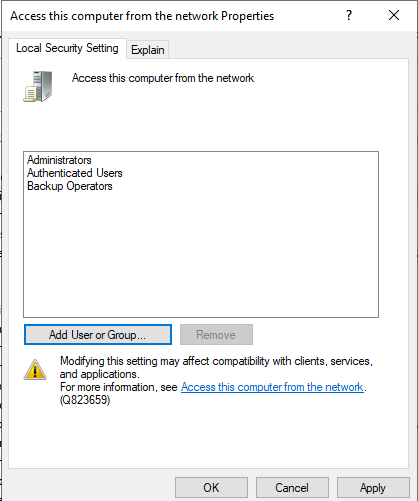 Access this computer from the network Properties
? ×
Local Security Setting
Explain
Access this computer from the network
Administrators
Authenticated Users
Backup Operators
Add User or Group...
Remove
Modifying this setting may affect compatibility with clients, services,
and applications.
For more information, see Access this computer from the network.
(Q823659)
OK
Cancel
Apply